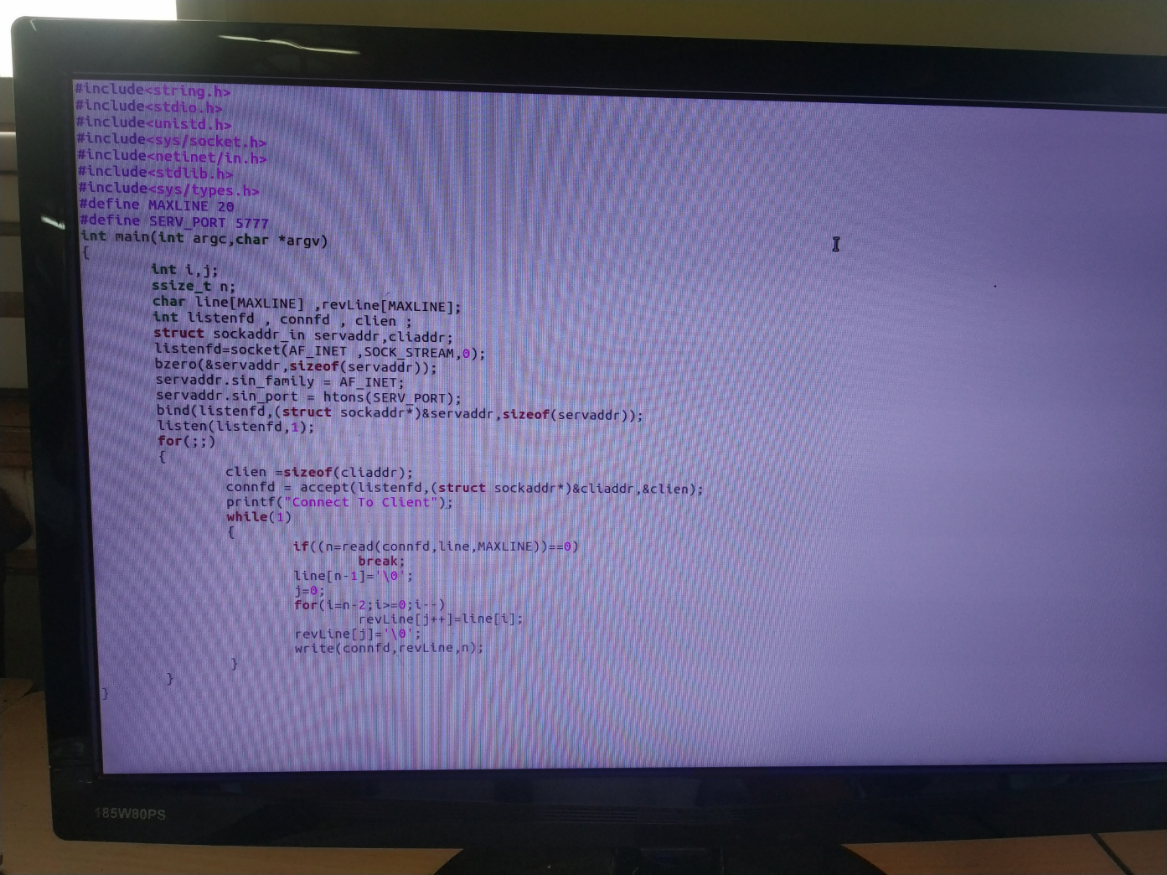 #include<string.h>
#include<stdio.h>
#include<unistd.h>
#include<sys/socket.h>
#include<netinet/in.h>
#include<stdlib.h>
#include<sys/types.h>
#define MAXLINE 20
#define SERV_PORT 5777
int main(int argc,char *argv)
{
int i,j;
ssize_t n;
char line[MAXLINE] ,revLine[MAXLINE];
int listenfd , connfd , clien ;
struct sockaddr_in servaddr,cliaddr;
listenfd=socket(AF_INET ,SOCK_STREAM,0);
bzero(&servaddr,sizeof(servaddr));
servaddr.sin_family = AF_INET;
servaddr.sin_port = htons(SERV_PORT);
bind(listenfd,(struct sockaddr*)&servaddr,sizeof(servaddr));
listen(listenfd,1);
for(;;)
{
clien =sizeof(cliaddr);
connfd = accept(listenfd,(struct sockaddr*)&cliaddr,&clien);
printf("Connect To Client");
while(1)
{
if((n=read(connfd,line,MAXLINE))==0)
break;
line[n-1]='\0';
j=0;
for(i=n-2;i>=0;i--)
revLine[j++]=line[i];
revLine[j]='\0';
write(connfd,revLine,n);
}
}
}
185W80PS